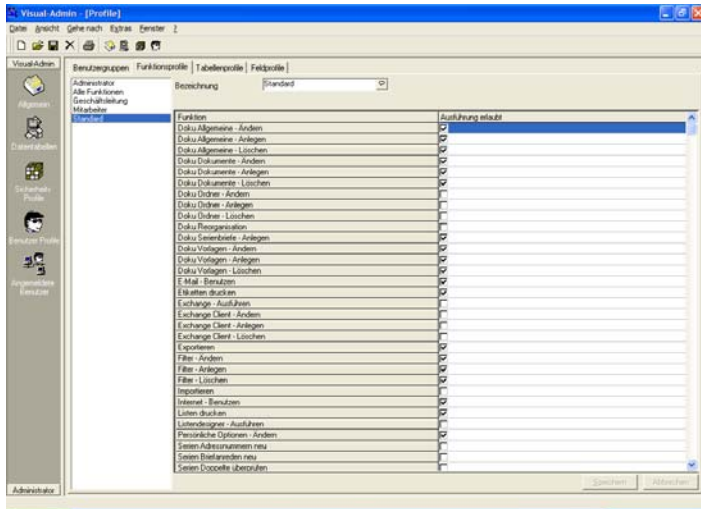 Visual-Admin - [Profile]
Datei Ansicht Gehe nach Extras Fenster ?
Visual-Admin
Allgemein
Datentabellen
Sicherheits Profile
Benutzer Profile
Angemeldete Benutzer
Administrator
Benutzergruppen Funktionsprofile Tabellenprofile Feldprofile
Administrator
Alle Funktionen
Geschäftsleitung
Mitarbeiter
Standard
Bezeichnung Standard
Funktion Ausführung erlaubt
Doku Allgemeine - Ändern
Doku Allgemeine - Anlegen
Doku Allgemeine - Löschen
Doku Dokumente - Ändern
Doku Dokumente - Anlegen
Doku Dokumente - Löschen
Doku Ordner - Ändern
Doku Ordner - Anlegen
Doku Ordner - Löschen
Doku Reorganisation
Doku Serienbriefe - Anlegen
Doku Vorlagen - Ändern
Doku Vorlagen - Anlegen
Doku Vorlagen - Löschen
E-Mail - Benutzen
Etiketten drucken
Exchange - Ausführen
Exchange Client - Ändern
Exchange Client - Anlegen
Exchange Client - Löschen
Exportieren
Filter - Ändern
Filter - Anlegen
Filter - Löschen
Importieren
Internet - Benutzen
Listen drucken
Listendesigner - Ausführen
Persönliche Optionen - Ändern
Serien Adressnummern neu
Serien Briefanreden neu
Serien Doppelte überprüfen
Speichern Abbrechen